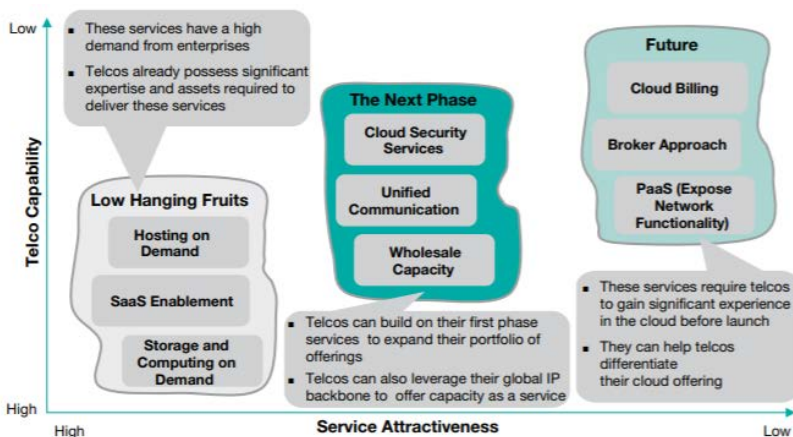 Low
Telco Capability
High
High
Service Attractiveness
Low
▪ These services have a high
demand from enterprises
▪ Telcos already possess significant
expertise and assets required to
deliver these services
Low Hanging Fruits
Hosting on
Demand
SaaS Enablement
Storage and
Computing on
Demand
The Next Phase
Cloud Security
Services
Unified
Communication
Wholesale
Capacity
▪ Telcos can build on their first phase
services to expand their portfolio of
offerings
▪ Telcos can also leverage their global IP
backbone to offer capacity as a service
Future
Cloud Billing
Broker Approach
PaaS (Expose
Network
Functionality)
▪ These services require telcos
to gain significant experience
in the cloud before launch
▪ They can help telcos
differentiate
their cloud offering